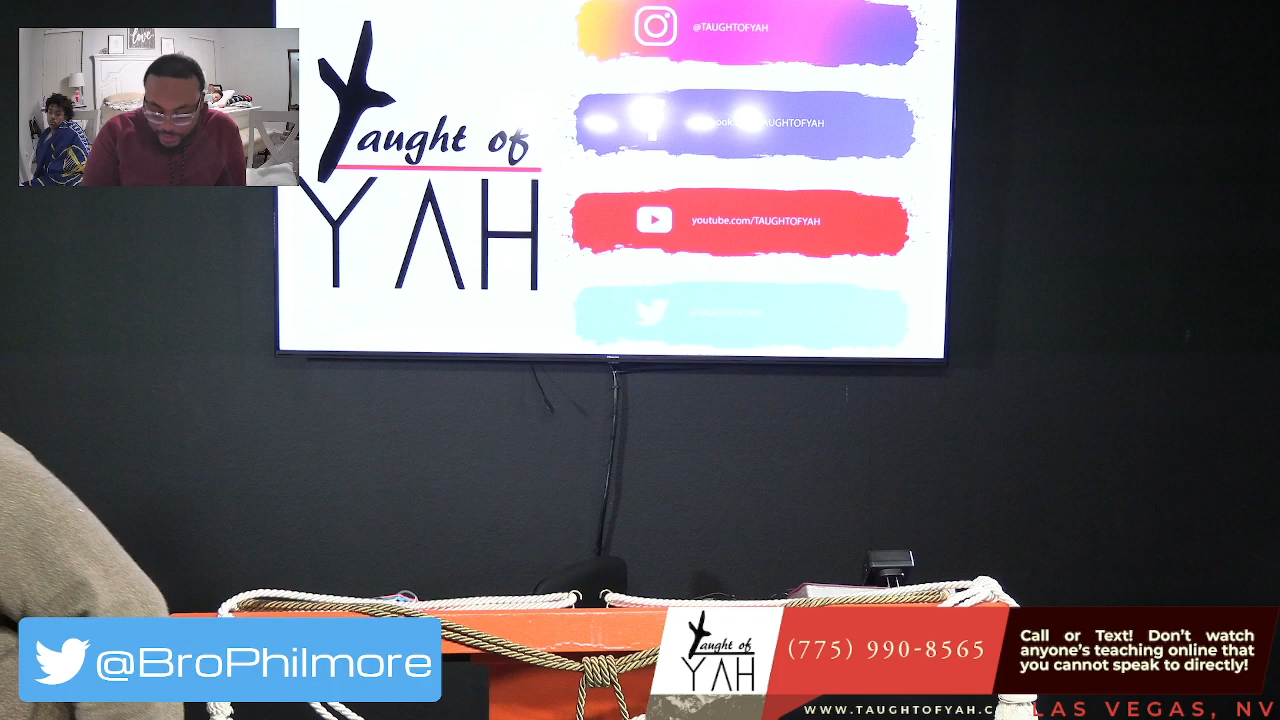 love
@TAUGHTOFYAH
Taught of
YAH
youtube.com/TAUGHTOFYAH
@BroPhilmore
Taught of
YAH
(775) 990-8565
Call or Text! Don't watch
anyone's teaching online that
you cannot speak to directly!
WWW.TAUGHTOFYAH.C
LAS VEGAS, NV